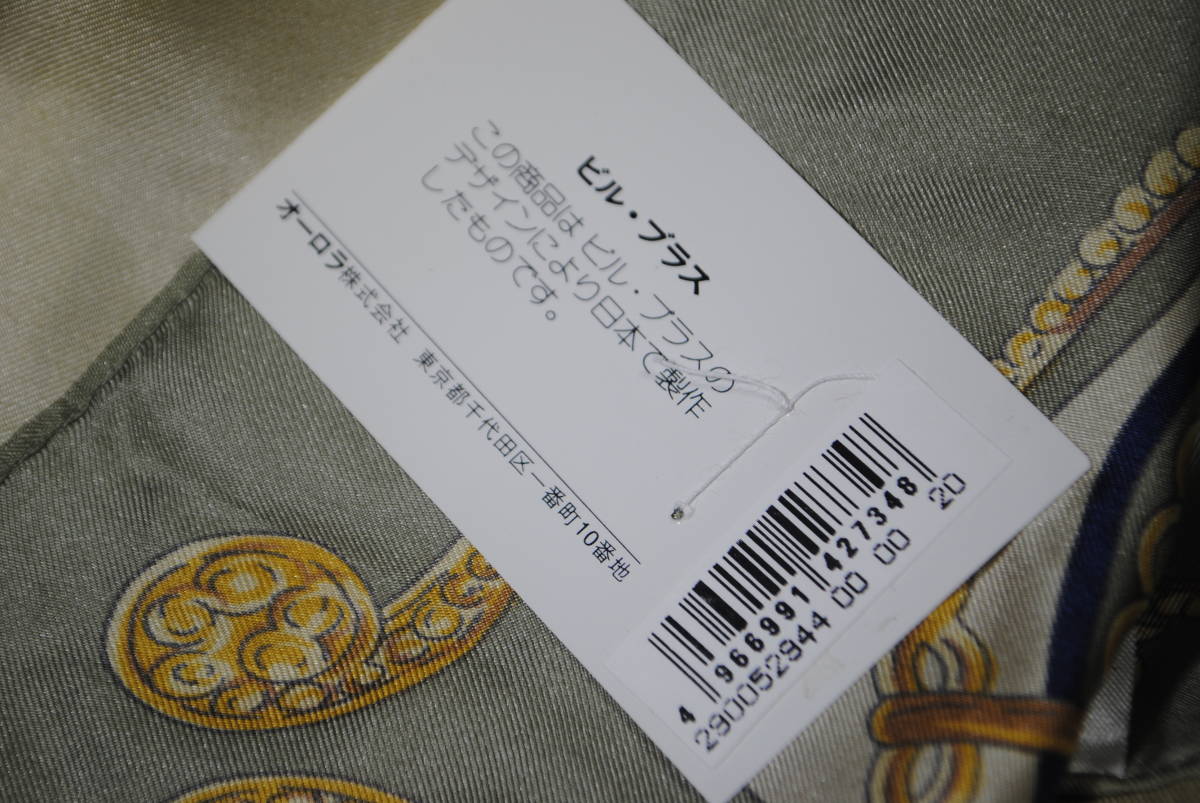 ビル・ブラス
この商品は ビル・ブラスの
デザインにより日本で製作
したものです。
オーロラ株式会社 東京都千代田区一番町10番地
4 966991 427348
290052944 00 00 20